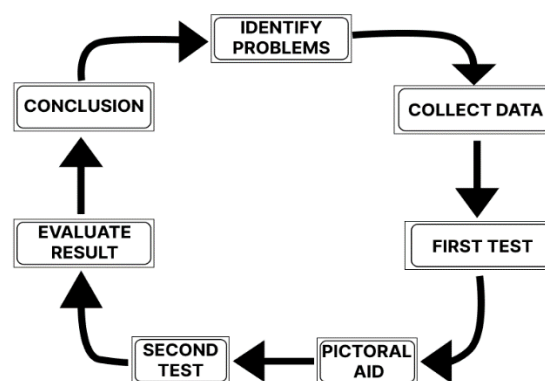 IDENTIFY
PROBLEMS
COLLECT DATA
FIRST TEST
PICTORAL
AID
SECOND
TEST
EVALUATE
RESULT
CONCLUSION